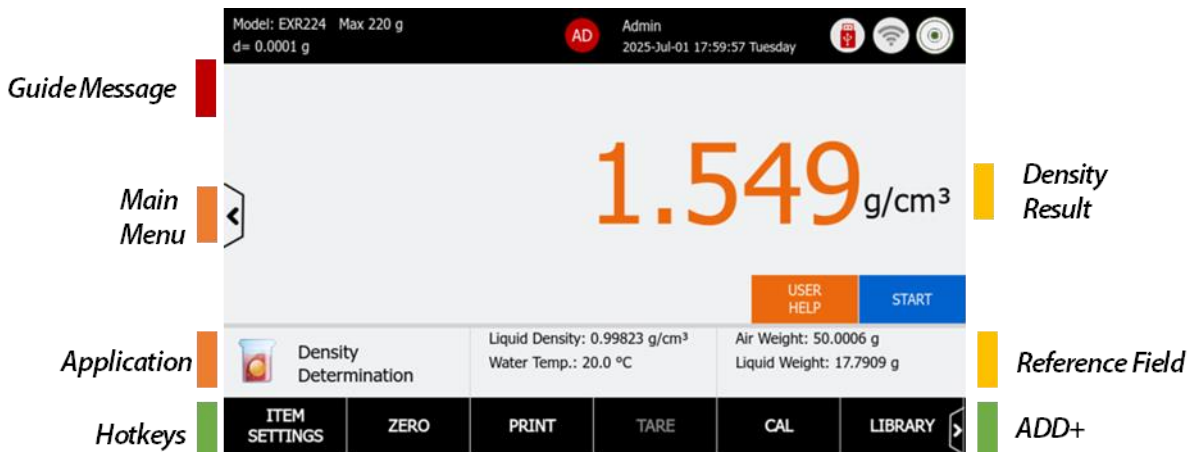 Model: EXR224 Max 220 g
d= 0.0001 g
AD
Admin
2025-Jul-01 17:59:57 Tuesday
Guide Message
Main
Menu
1.549 g/cm³
Density
Result
USER
HELP
START
Application
Density
Determination
Liquid Density: 0.99823 g/cm³
Water Temp.: 20.0 °C
Air Weight: 50.0006 g
Liquid Weight: 17.7909 g
Reference Field
Hotkeys
ITEM
SETTINGS
ZERO
PRINT
TARE
CAL
LIBRARY
ADD+